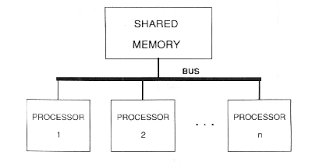 SHARED
MEMORY
BUS
PROCESSOR
1
PROCESSOR
2
. . .
PROCESSOR
n